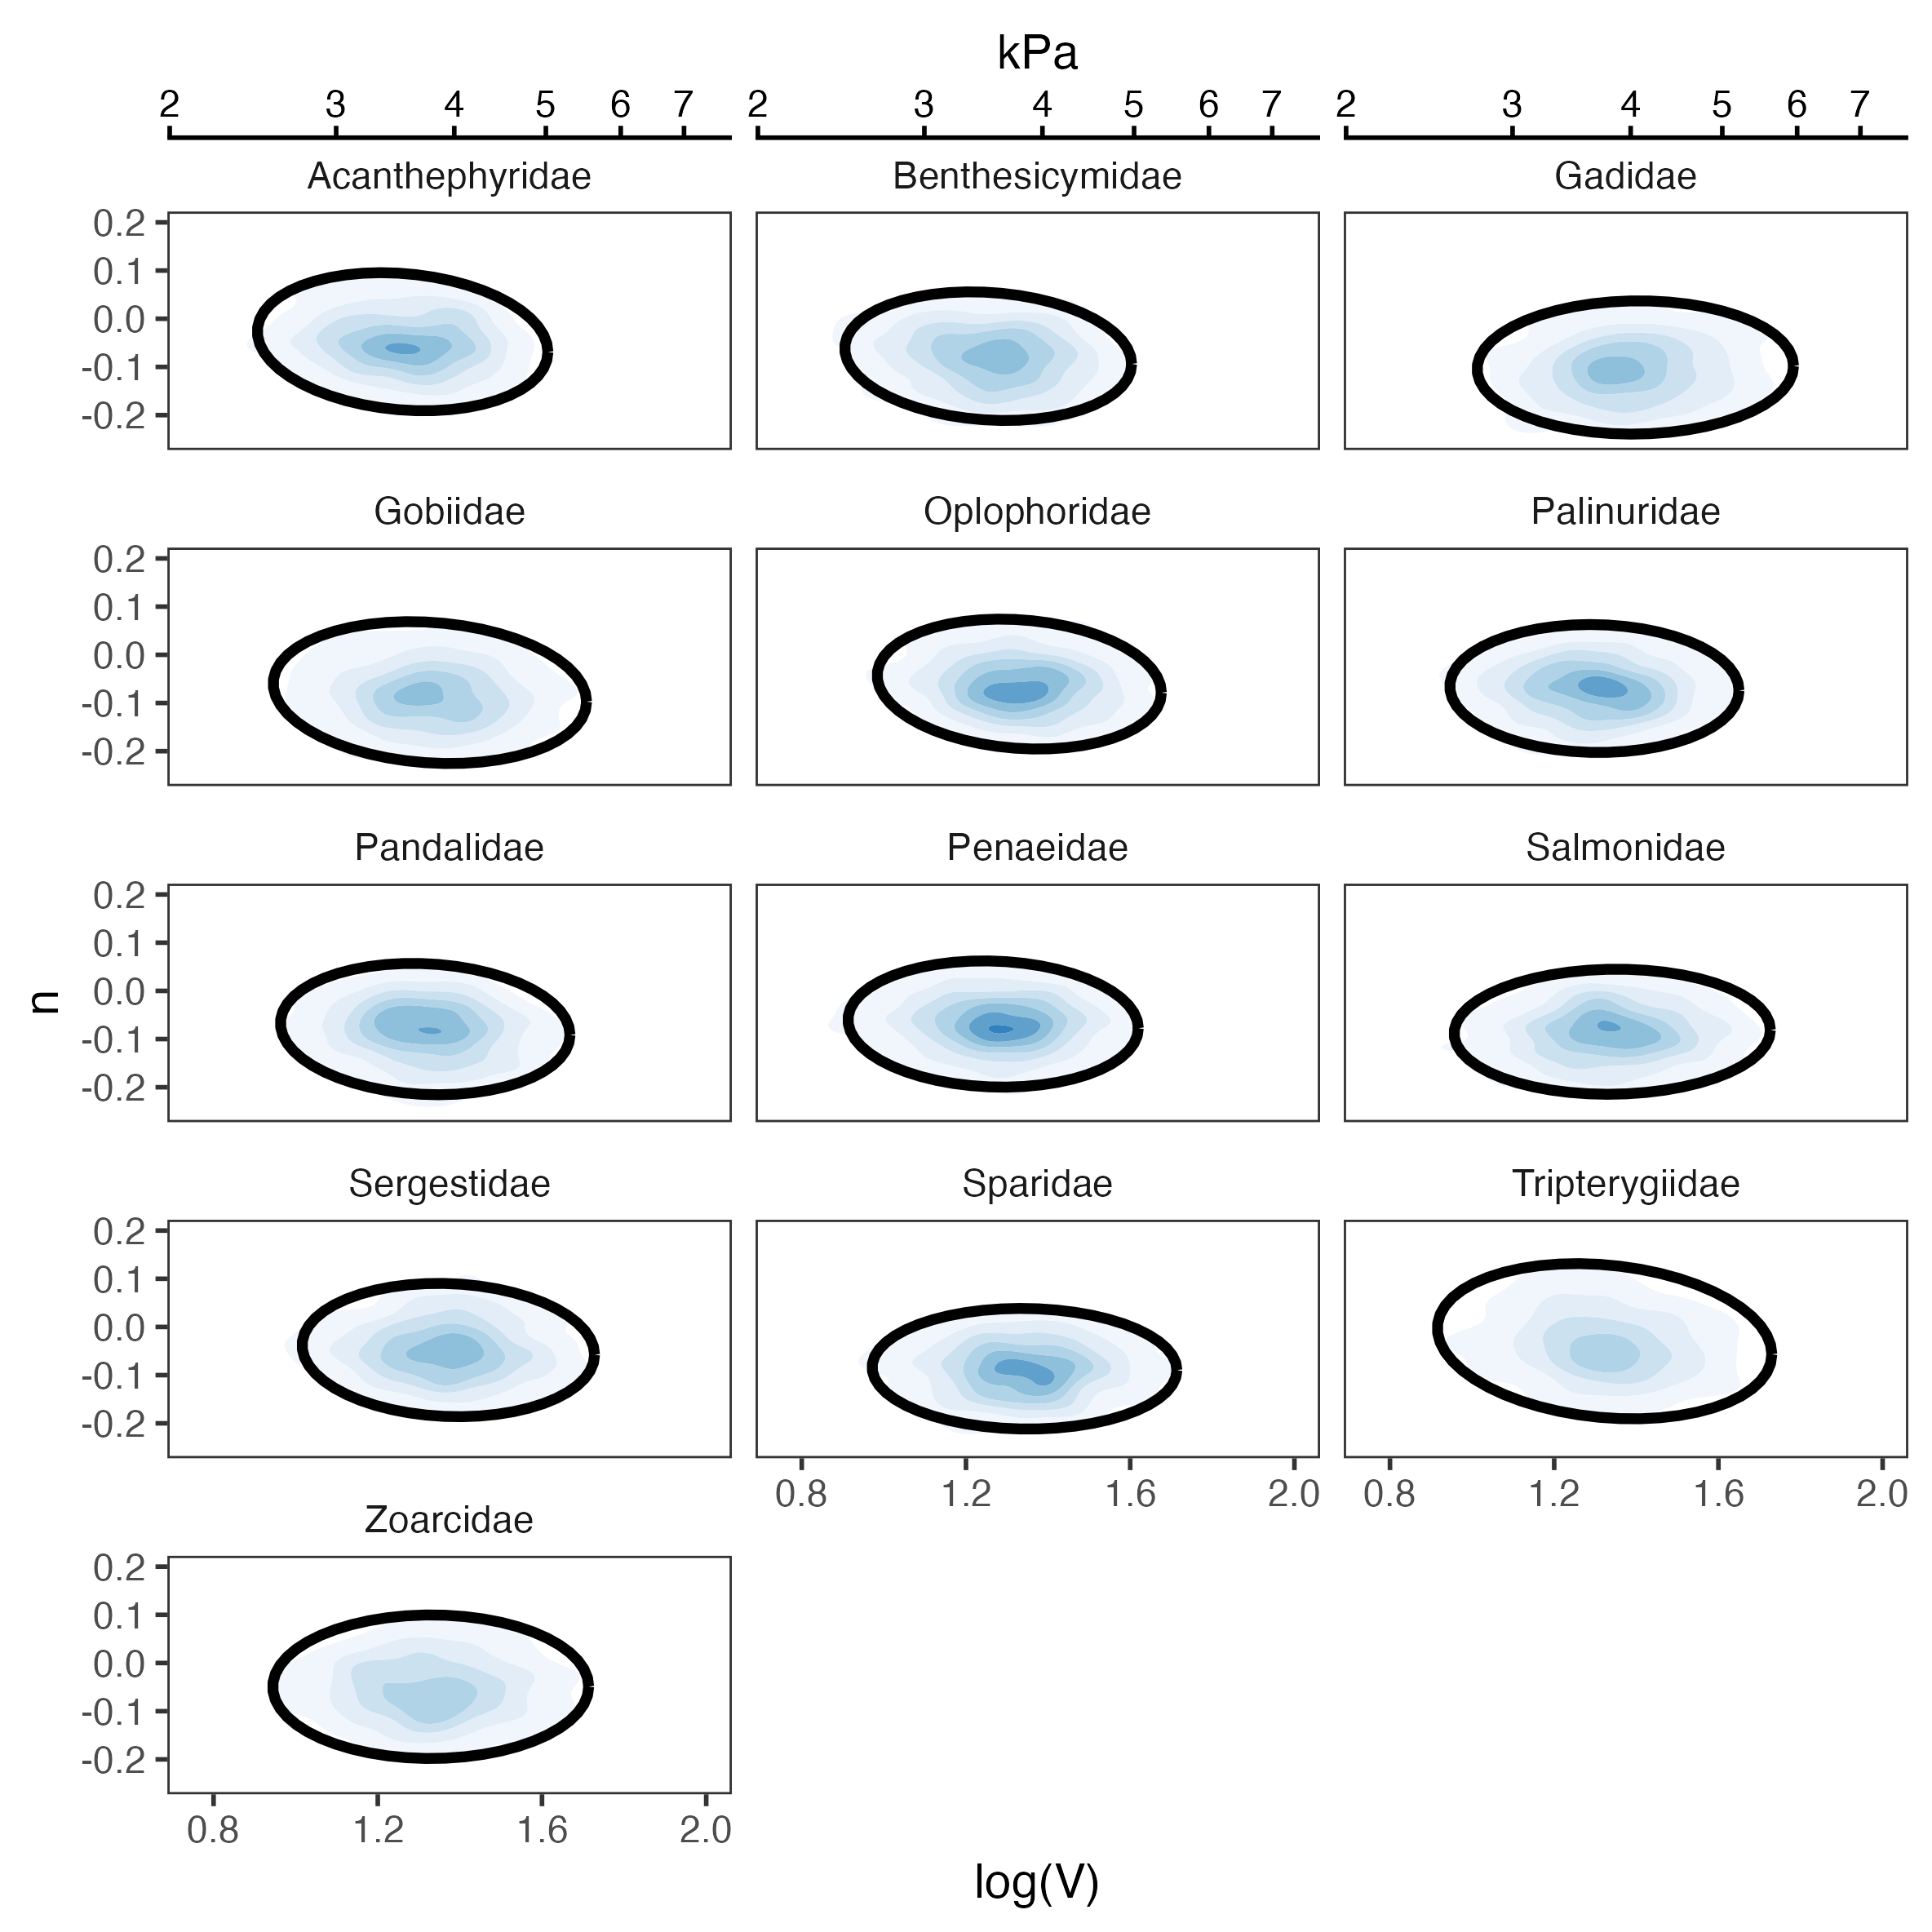 kPa
2 3 4 5 6 7 2 3 4 5 6 7 2 3 4 5 6 7
Acanthephyridae Benthesicymidae Gadidae
0.2
0.1
0.0
-0.1
-0.2
Gobiidae Oplophoridae Palinuridae
0.2
0.1
0.0
-0.1
-0.2
Pandalidae Penaeidae Salmonidae
0.2
0.1
0.0
-0.1
-0.2
n
Sergestidae Sparidae Tripterygiidae
0.2
0.1
0.0
-0.1
-0.2
0.8 1.2 1.6 2.0 0.8 1.2 1.6 2.0
Zoarcidae
0.2
0.1
0.0
-0.1
-0.2
0.8 1.2 1.6 2.0
log(V)